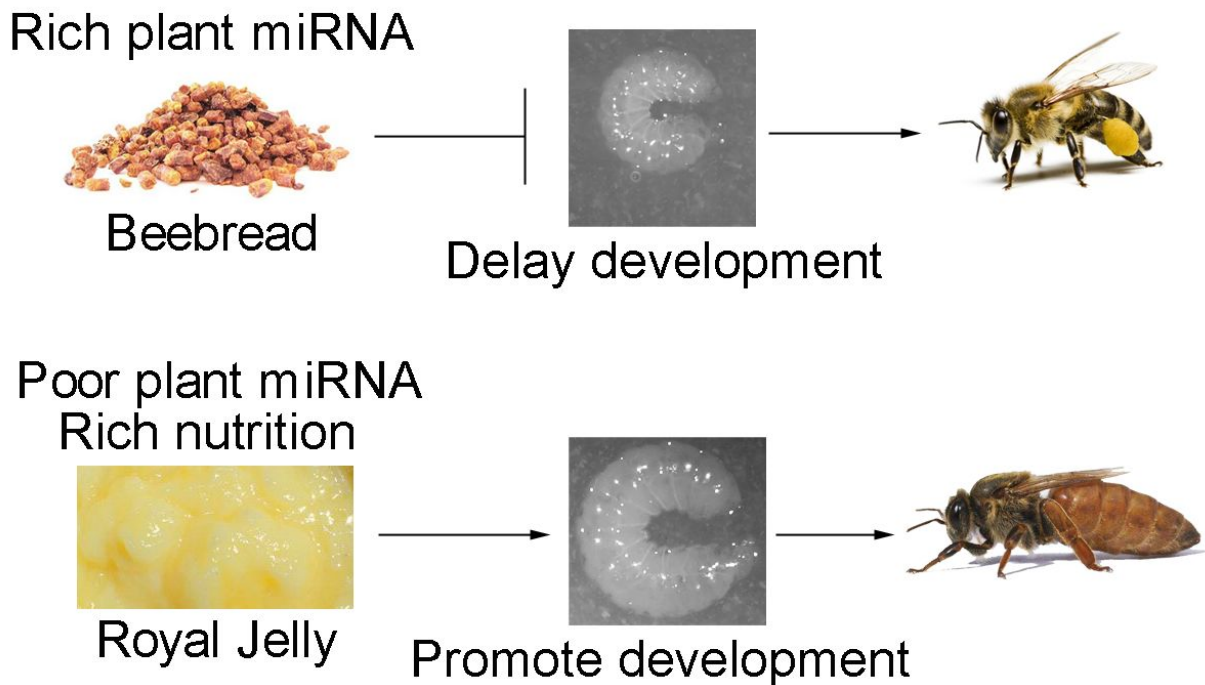 Rich plant miRNA
Beebread
Delay development
Poor plant miRNA
Rich nutrition
Royal Jelly
Promote development